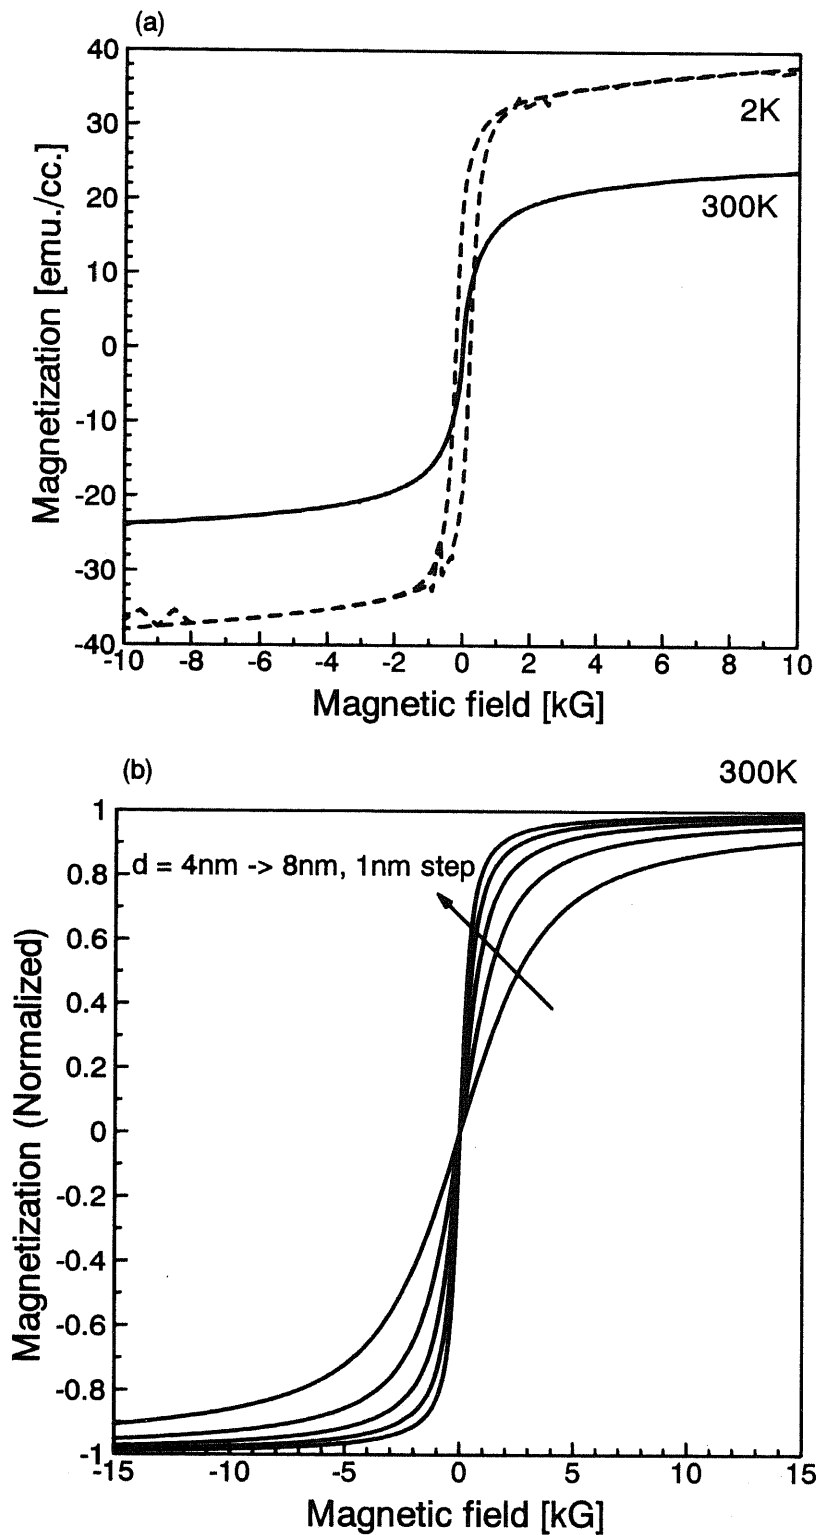 (a)
40
30
20
10
0
-10
-20
-30
-40
Magnetization [emu./cc.]
2K
300K
-10 -8 -6 -4 -2 0 2 4 6 8 10
Magnetic field [kG]
(b)
300K
1
d = 4nm -> 8nm, 1nm step
0.8
0.6
0.4
0.2
0
-0.2
-0.4
-0.6
-0.8
-1
Magnetization (Normalized)
-15 -10 -5 0 5 10 15
Magnetic field [kG]